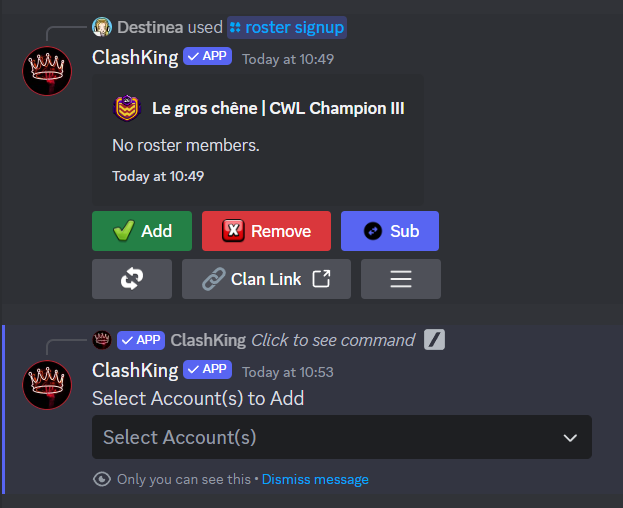 Destinea used roster signup
ClashKing APP Today at 10:49
Le gros chêne | CWL Champion III
No roster members.
Today at 10:49
Add Remove Sub
Clan Link
APP ClashKing Click to see command
ClashKing APP Today at 10:53
Select Account(s) to Add
Select Account(s)
Only you can see this • Dismiss message